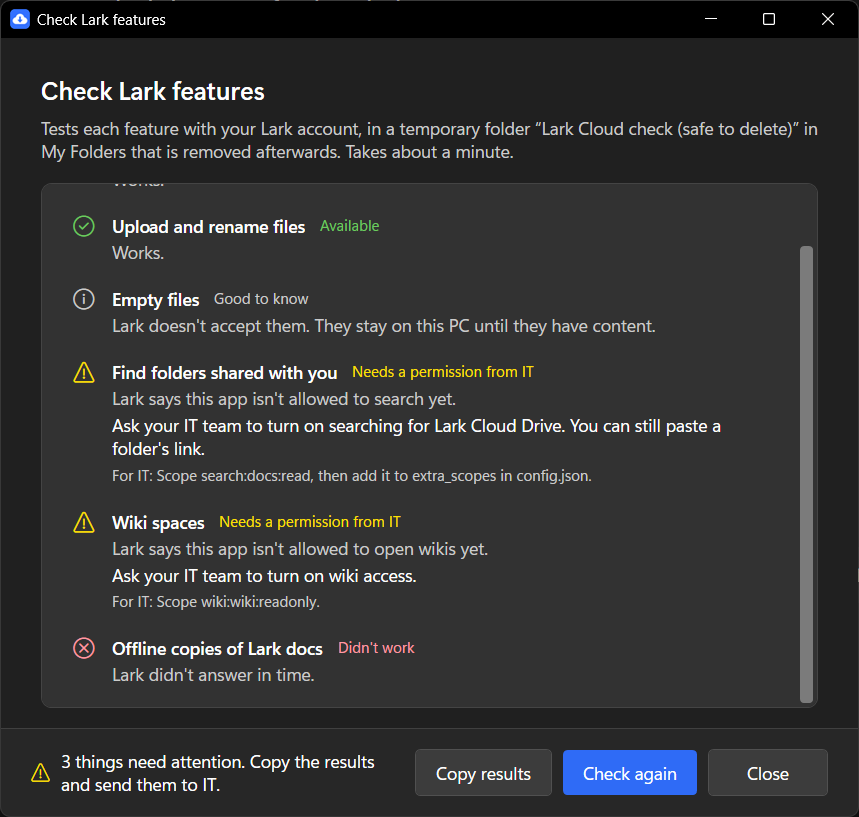 Check Lark features
Check Lark features
Tests each feature with your Lark account, in a temporary folder “Lark Cloud check (safe to delete)” in
My Folders that is removed afterwards. Takes about a minute.
Works.
Upload and rename files Available
Works.
Empty files Good to know
Lark doesn't accept them. They stay on this PC until they have content.
Find folders shared with you Needs a permission from IT
Lark says this app isn't allowed to search yet.
Ask your IT team to turn on searching for Lark Cloud Drive. You can still paste a
folder's link.
For IT: Scope search:docs:read, then add it to extra_scopes in config.json.
Wiki spaces Needs a permission from IT
Lark says this app isn't allowed to open wikis yet.
Ask your IT team to turn on wiki access.
For IT: Scope wiki:wiki:readonly.
Offline copies of Lark docs Didn't work
Lark didn't answer in time.
3 things need attention. Copy the results
and send them to IT.
Copy results
Check again
Close